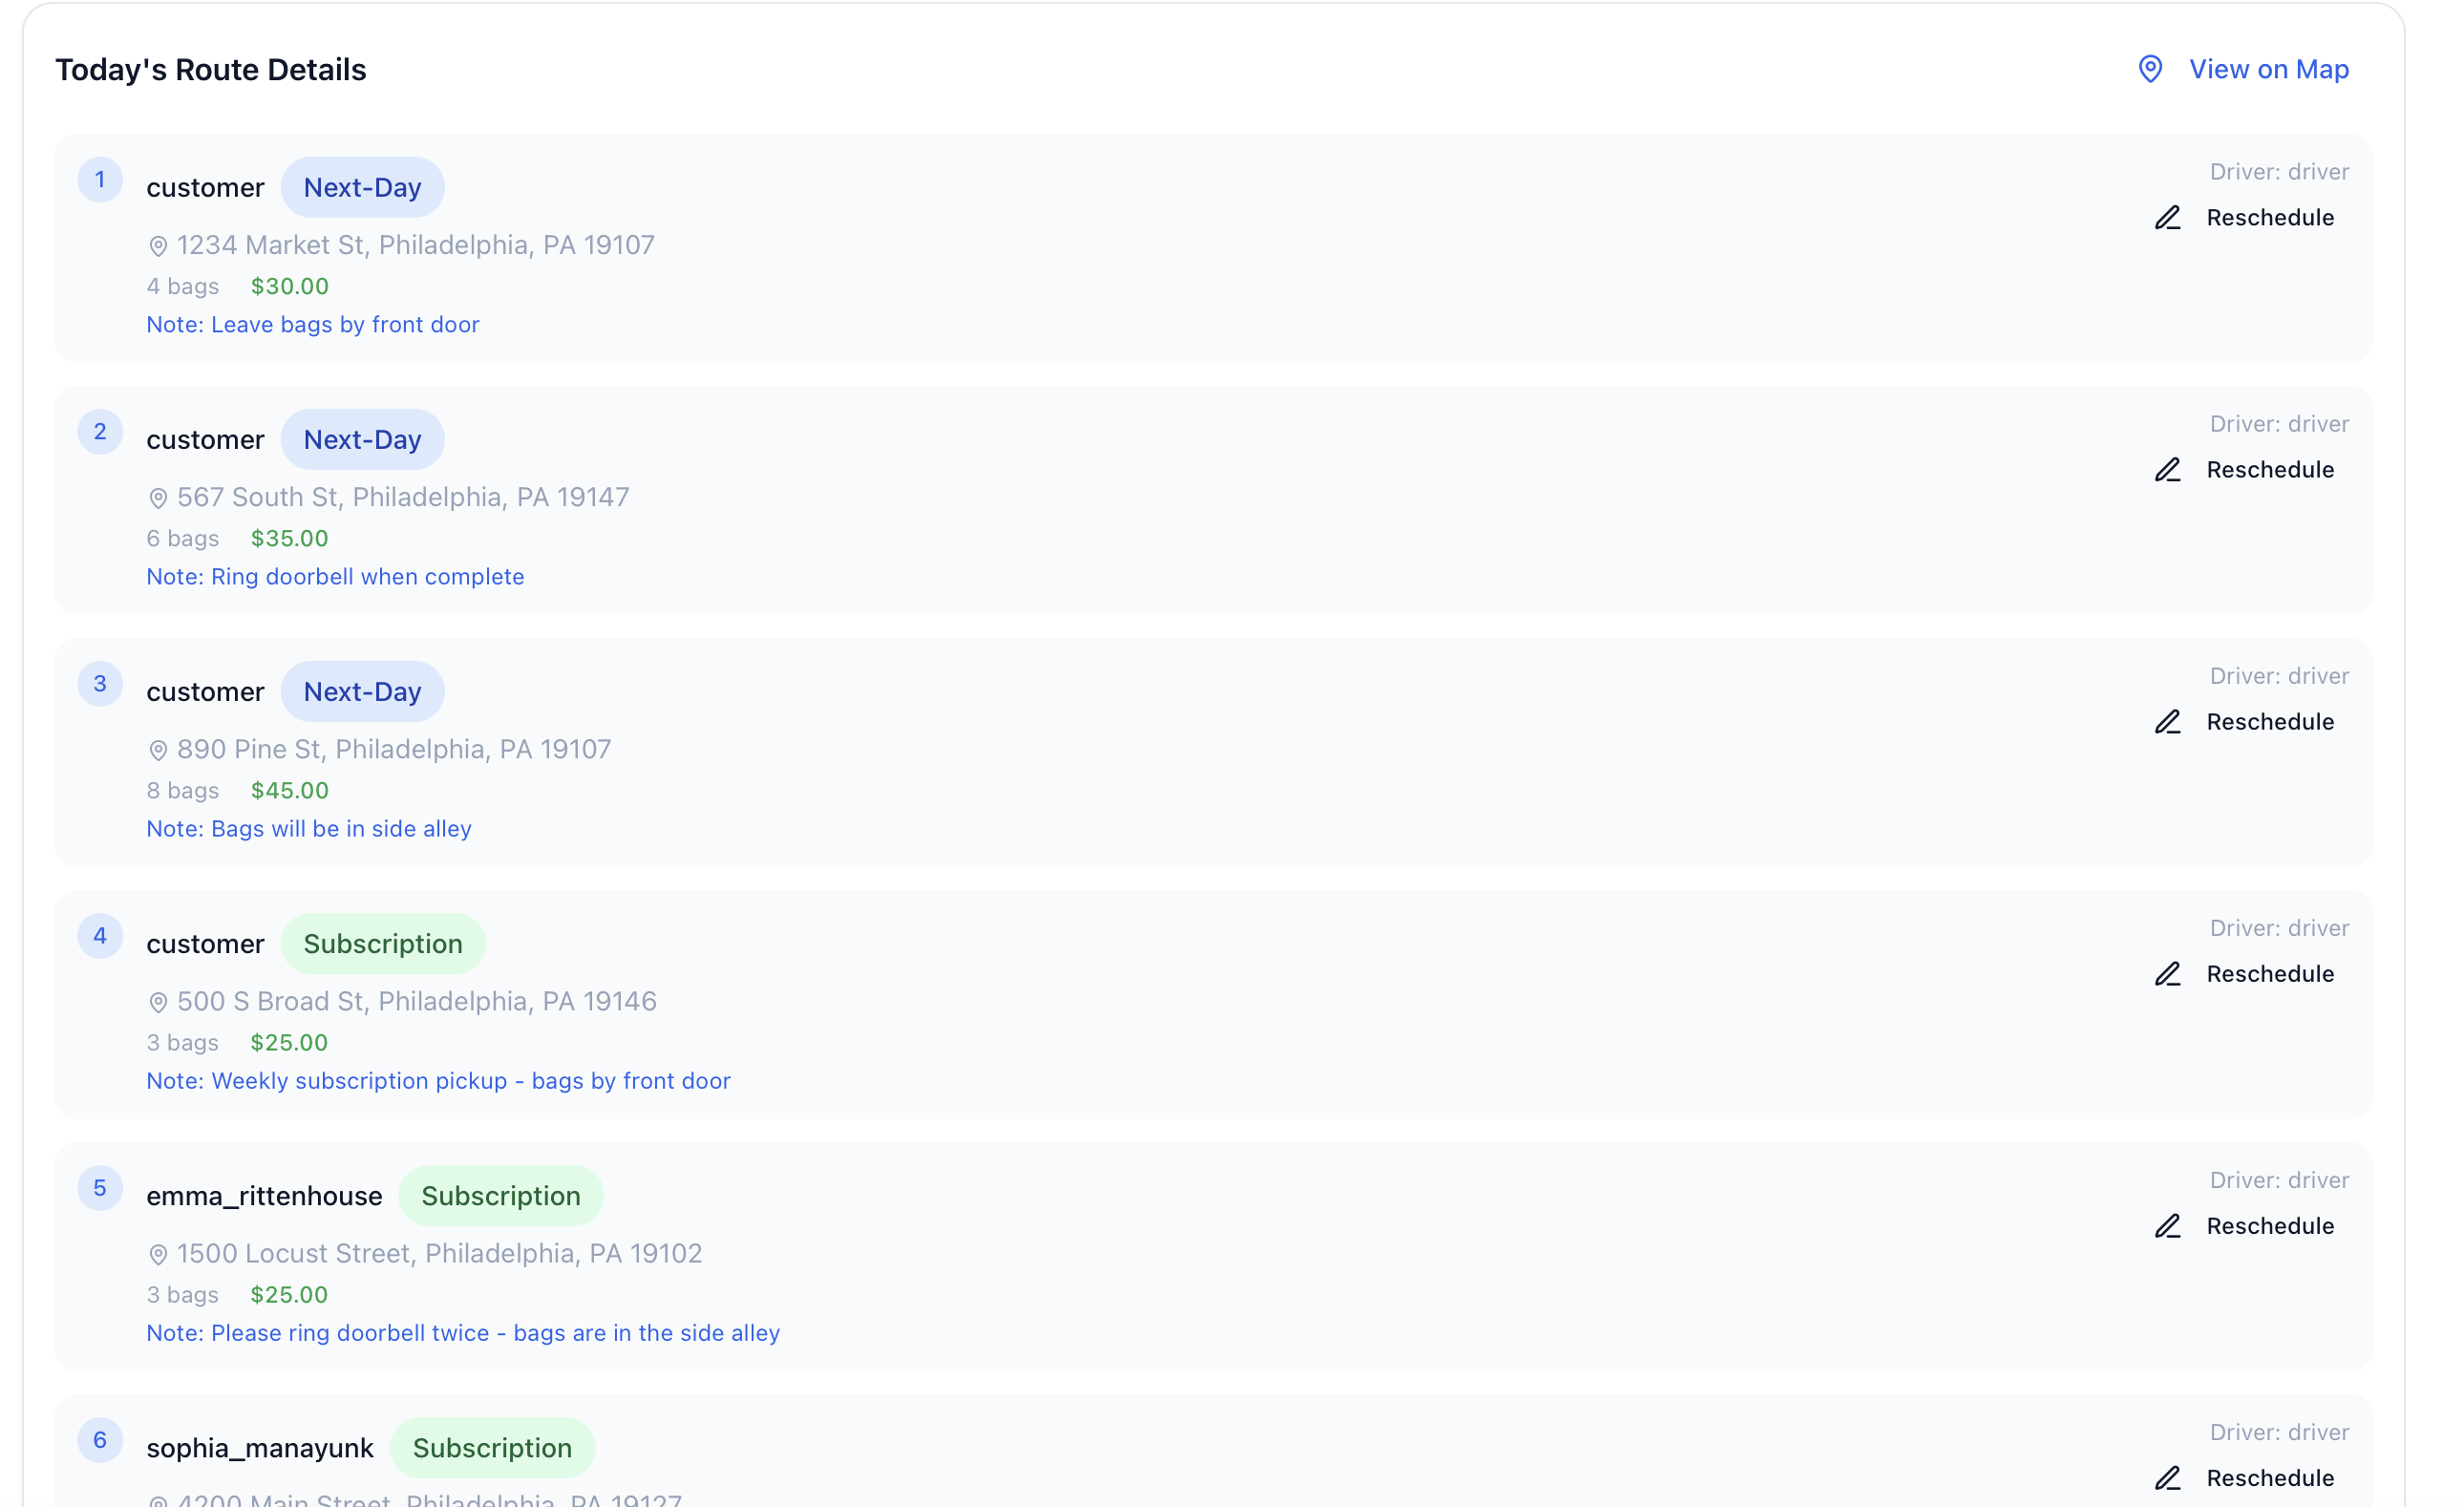 Today's Route Details
View on Map
1
customer
Next-Day
Driver: driver
Reschedule
1234 Market St, Philadelphia, PA 19107
4 bags
$30.00
Note: Leave bags by front door
2
customer
Next-Day
Driver: driver
Reschedule
567 South St, Philadelphia, PA 19147
6 bags
$35.00
Note: Ring doorbell when complete
3
customer
Next-Day
Driver: driver
Reschedule
890 Pine St, Philadelphia, PA 19107
8 bags
$45.00
Note: Bags will be in side alley
4
customer
Subscription
Driver: driver
Reschedule
500 S Broad St, Philadelphia, PA 19146
3 bags
$25.00
Note: Weekly subscription pickup - bags by front door
5
emma_rittenhouse
Subscription
Driver: driver
Reschedule
1500 Locust Street, Philadelphia, PA 19102
3 bags
$25.00
Note: Please ring doorbell twice - bags are in the side alley
6
sophia_manayunk
Subscription
Driver: driver
Reschedule
4200 Main Street, Philadelphia, PA 19127